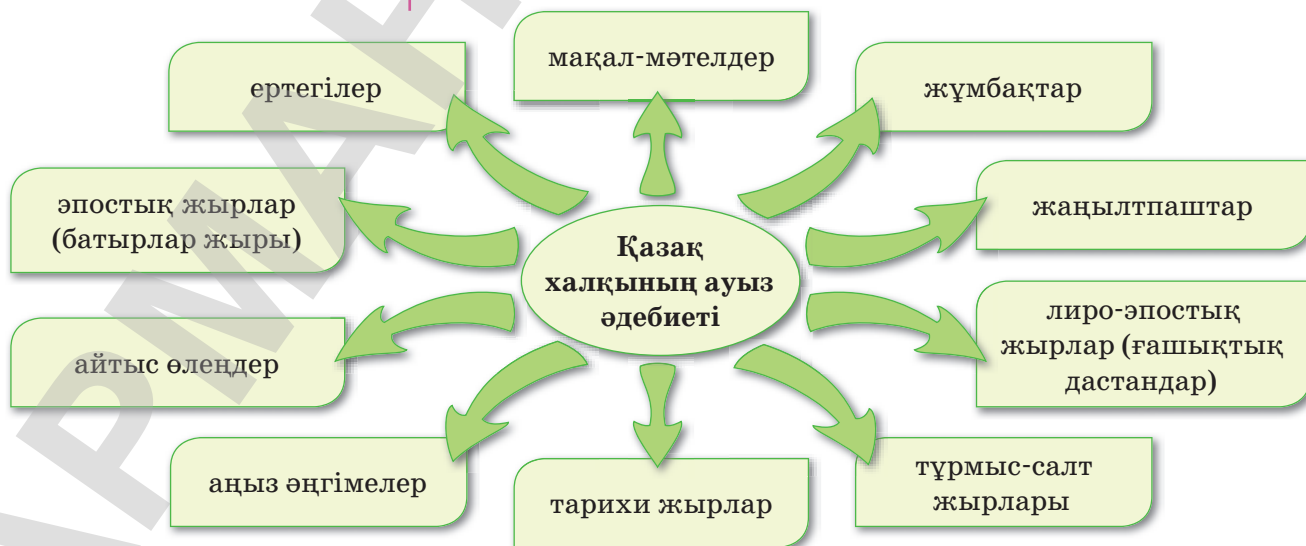 мақал-мәтелдер
ертегілер
жұмбақтар
эпостық жырлар
(батырлар жыры)
жаңылтпаштар
Қазақ
халқының ауыз
әдебиеті
айтыс өлеңдер
лиро-эпостық
жырлар (ғашықтық
дастандар)
аңыз әңгімелер
тарихи жырлар
тұрмыс-салт
жырлары